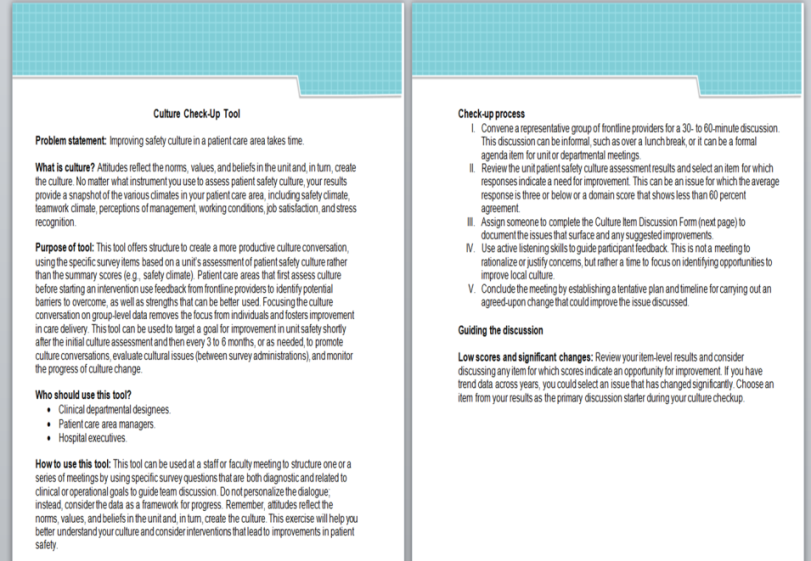 Culture Check-Up Tool
Problem statement: Improving safety culture in a patient care area takes time.
What is culture? Attitudes reflect the norms, values, and beliefs in the unit and, in turn, create
the culture. No matter what instrument you use to assess patient safety culture, your results
provide a snapshot of the various climates in your patient care area, including safety climate,
teamwork climate, perceptions of management, working conditions, job satisfaction, and stress
recognition.
Purpose of tool: This tool offers structure to create a more productive culture conversation,
using the specific survey items based on a unit's assessment of patient safety culture rather
than the summary scores (e.g., safety climate). Patient care areas that first assess culture
before starting an intervention use feedback from frontline providers to identify potential
barriers to overcome, as well as strengths that can be better used. Focusing the culture
conversation on group-level data removes the focus from individuals and fosters improvement
in care delivery. This tool can be used to target a goal for improvement in unit safety shortly
after the initial culture assessment and then every 3 to 6 months, or as needed, to promote
culture conversations, evaluate cultural issues (between survey administrations), and monitor
the progress of culture change.
Who should use this tool?
• Clinical departmental designees.
• Patient care area managers.
• Hospital executives.
How to use this tool: This tool can be used at a staff or faculty meeting to structure one or a
series of meetings by using specific survey questions that are both diagnostic and related to
clinical or operational goals to guide team discussion. Do not personalize the dialogue;
instead, consider the data as a framework for progress. Remember, attitudes reflect the
norms, values, and beliefs in the unit and, in turn, create the culture. This exercise will help you
better understand your culture and consider interventions that lead to improvements in patient
safety.
Check-up process
I. Convene a representative group of frontline providers for a 30- to 60-minute discussion.
This discussion can be informal, such as over a lunch break, or it can be a formal
agenda item for unit or departmental meetings.
II. Review the unit patient safety culture assessment results and select an item for which
responses indicate a need for improvement. This can be an issue for which the average
response is three or below or a domain score that shows less than 60 percent
agreement.
III. Assign someone to complete the Culture Item Discussion Form (next page) to
document the issues that surface and any suggested improvements.
IV. Use active listening skills to guide participant feedback. This is not a meeting to
rationalize or justify concerns, but rather a time to focus on identifying opportunities to
improve local culture.
V. Conclude the meeting by establishing a tentative plan and timeline for carrying out an
agreed-upon change that could improve the issue discussed.
Guiding the discussion
Low scores and significant changes: Review your item-level results and consider
discussing any item for which scores indicate an opportunity for improvement. If you have
trend data across years, you could select an issue that has changed significantly. Choose an
item from your results as the primary discussion starter during your culture checkup.